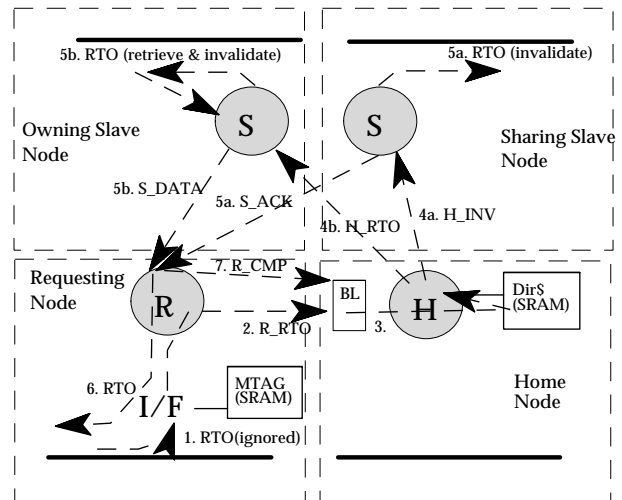 5b. RTO (retrieve & invalidate)
5a. RTO (invalidate)
S
S
Owning Slave
Node
Sharing Slave
Node
5b. S_DATA
5a. S_ACK
4b. H_RTO
4a. H_INV
Requesting
Node
7. R_CMP
R
BL
H
Dir$
(SRAM)
2. R_RTO
3.
6. RTO
I/F
MTAG
(SRAM)
Home
Node
1. RTO(ignored)